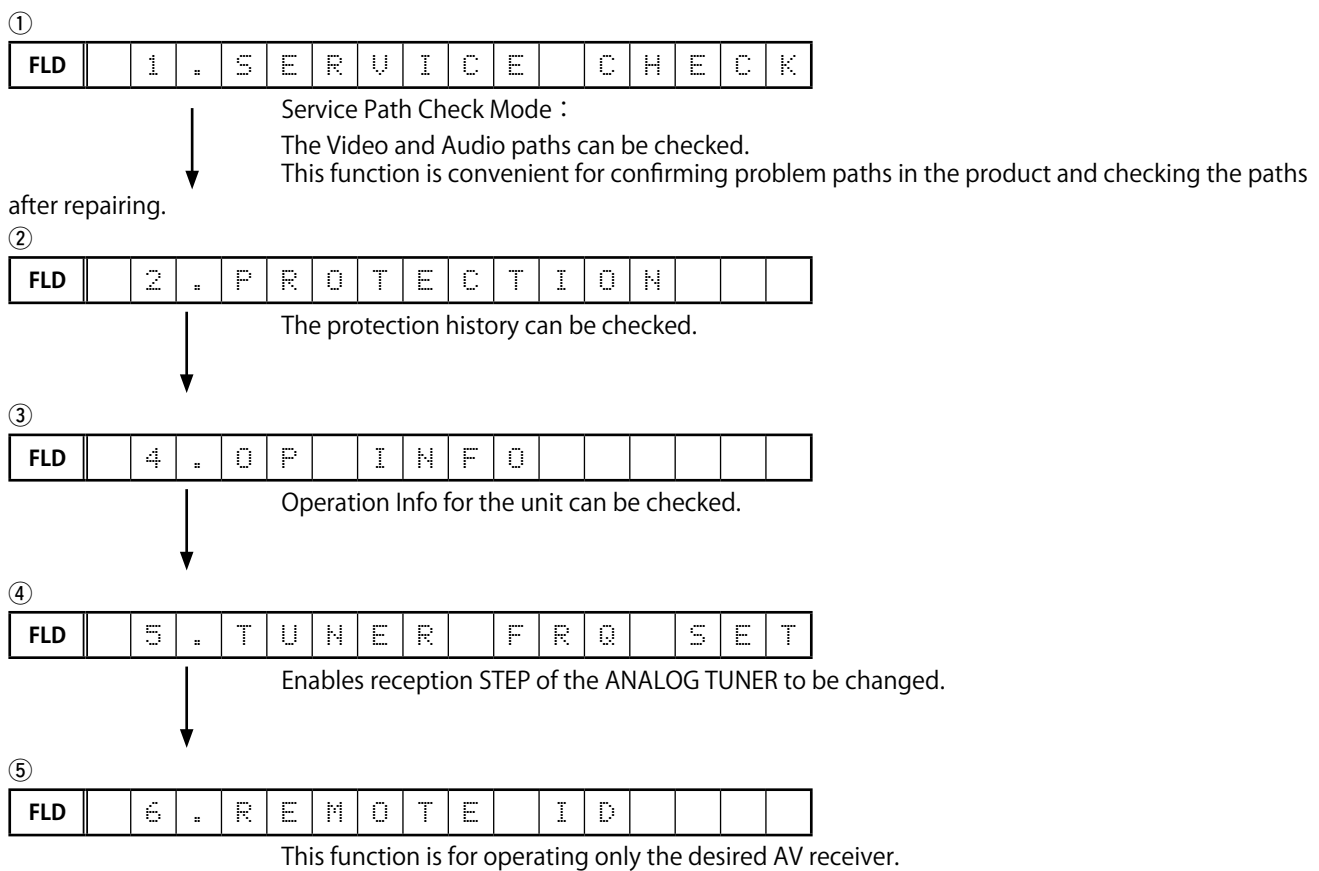 ①
FLD 1.SERVICE CHECK
Service Path Check Mode：
The Video and Audio paths can be checked.
This function is convenient for confirming problem paths in the product and checking the paths
after repairing.
②
FLD 2.PROTECTION
The protection history can be checked.
③
FLD 4.OP INFO
Operation Info for the unit can be checked.
④
FLD 5.TUNER FRQ SET
Enables reception STEP of the ANALOG TUNER to be changed.
⑤
FLD 6.REMOTE ID
This function is for operating only the desired AV receiver.